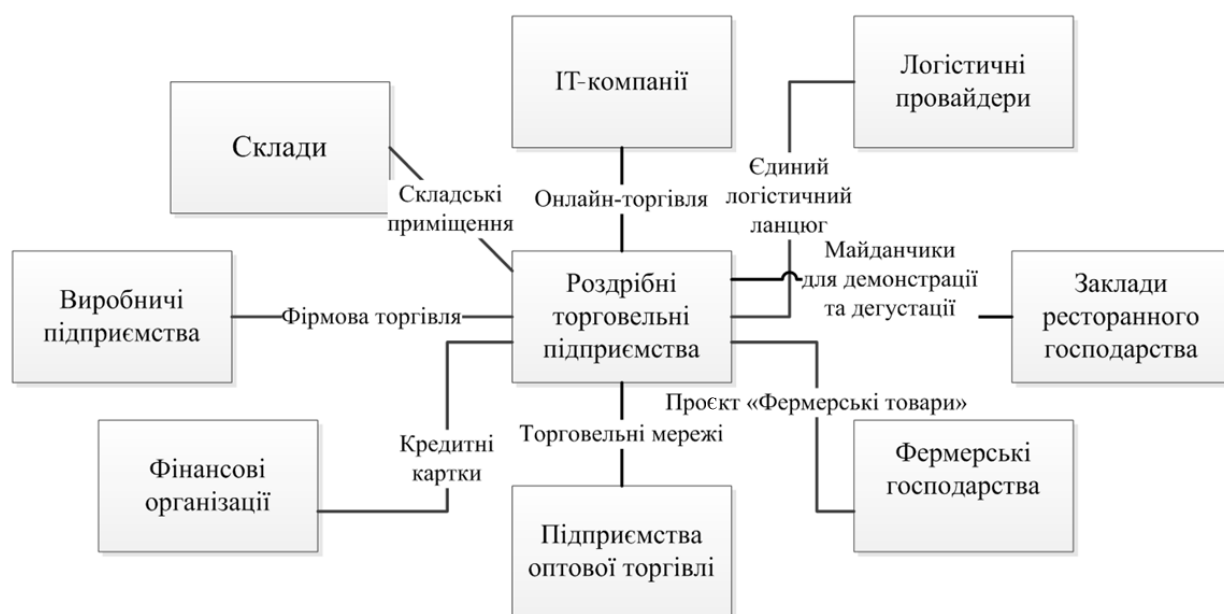 ІТ-компанії
Логістичні
провайдери
Склади
Єдиний
логістичний
ланцюг
Складські
приміщення
Онлайн-торгівля
Майданчики
для демонстрації
та дегустації
Виробничі
підприємства
Фірмова торгівля
Роздрібні
торговельні
підприємства
Заклади
ресторанного
господарства
Проєкт «Фермерські товари»
Кредитні
картки
Торговельні мережі
Фінансові
організації
Фермерські
господарства
Підприємства
оптової торгівлі